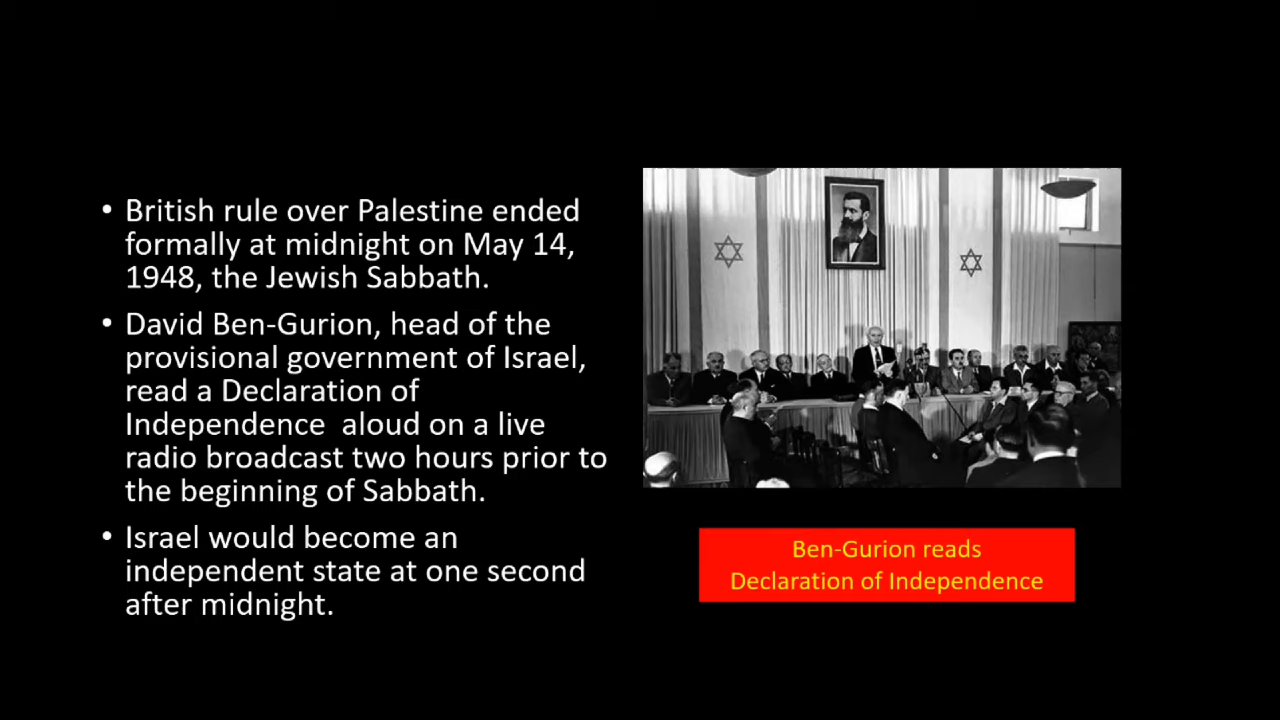 • British rule over Palestine ended
formally at midnight on May 14,
1948, the Jewish Sabbath.
• David Ben-Gurion, head of the
provisional government of Israel,
read a Declaration of
Independence  aloud on a live
radio broadcast two hours prior to
the beginning of Sabbath.
• Israel would become an
independent state at one second
after midnight.
Ben-Gurion reads
Declaration of Independence